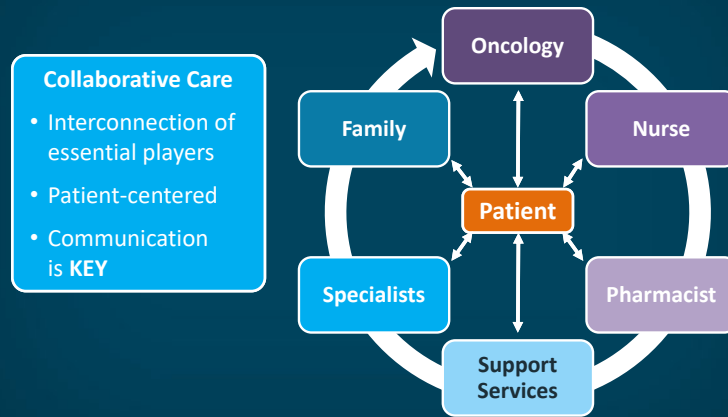 Collaborative Care
• Interconnection of
essential players
• Patient-centered
• Communication
is KEY
Oncology
Family
Nurse
Patient
Specialists
Pharmacist
Support
Services